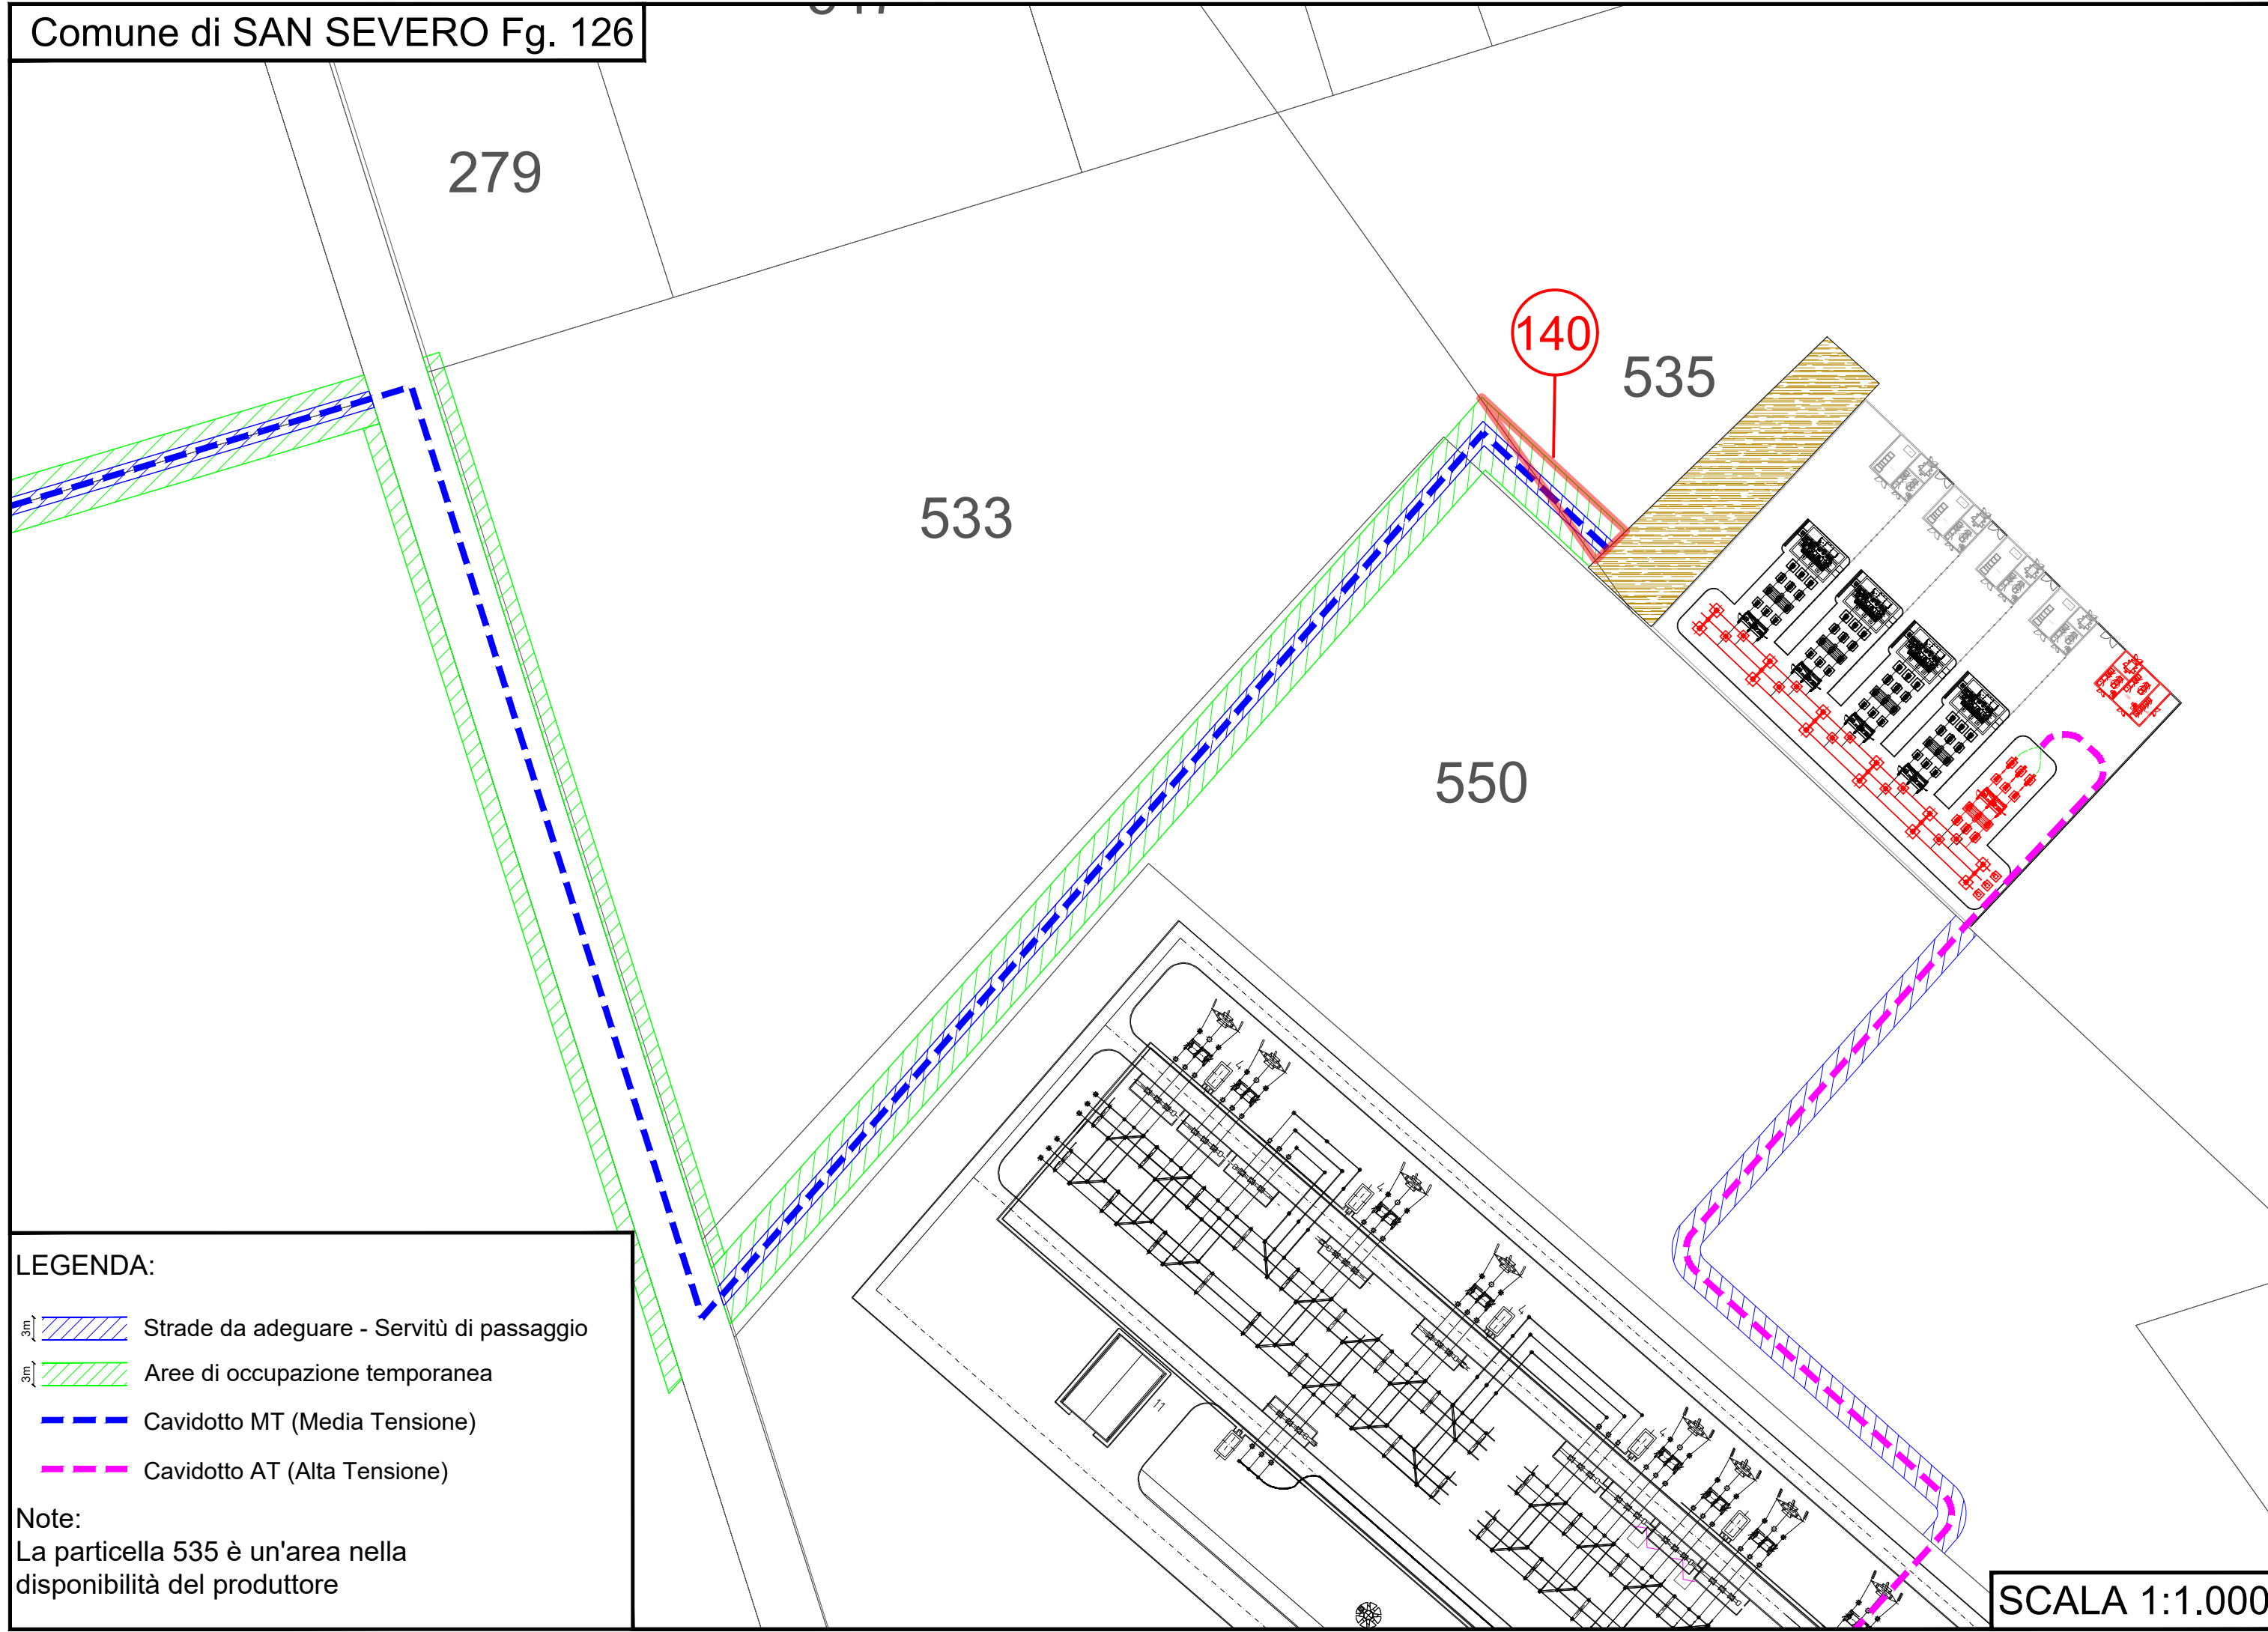 Comune di SAN SEVERO Fg. 126
279
140
535
533
550
11
LEGENDA:
3m
Strade da adeguare - Servitù di passaggio
3m
Aree di occupazione temporanea
Cavidotto MT (Media Tensione)
Cavidotto AT (Alta Tensione)
Note:
La particella 535 è un'area nella
disponibilità del produttore
SCALA 1:1.000